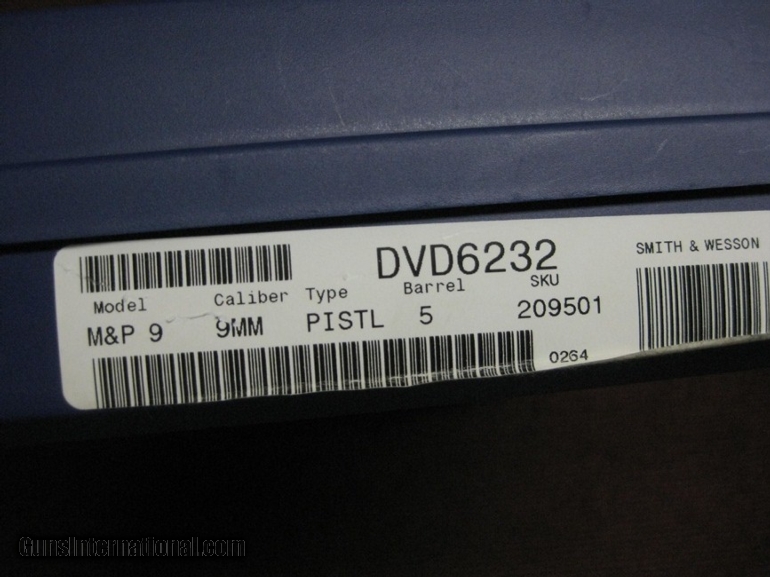 DVD6232
SMITH & WESSON
Model Caliber Type Barrel SKU
M&P 9 9MM PISTL 5 209501
0264
GunsInternational.com